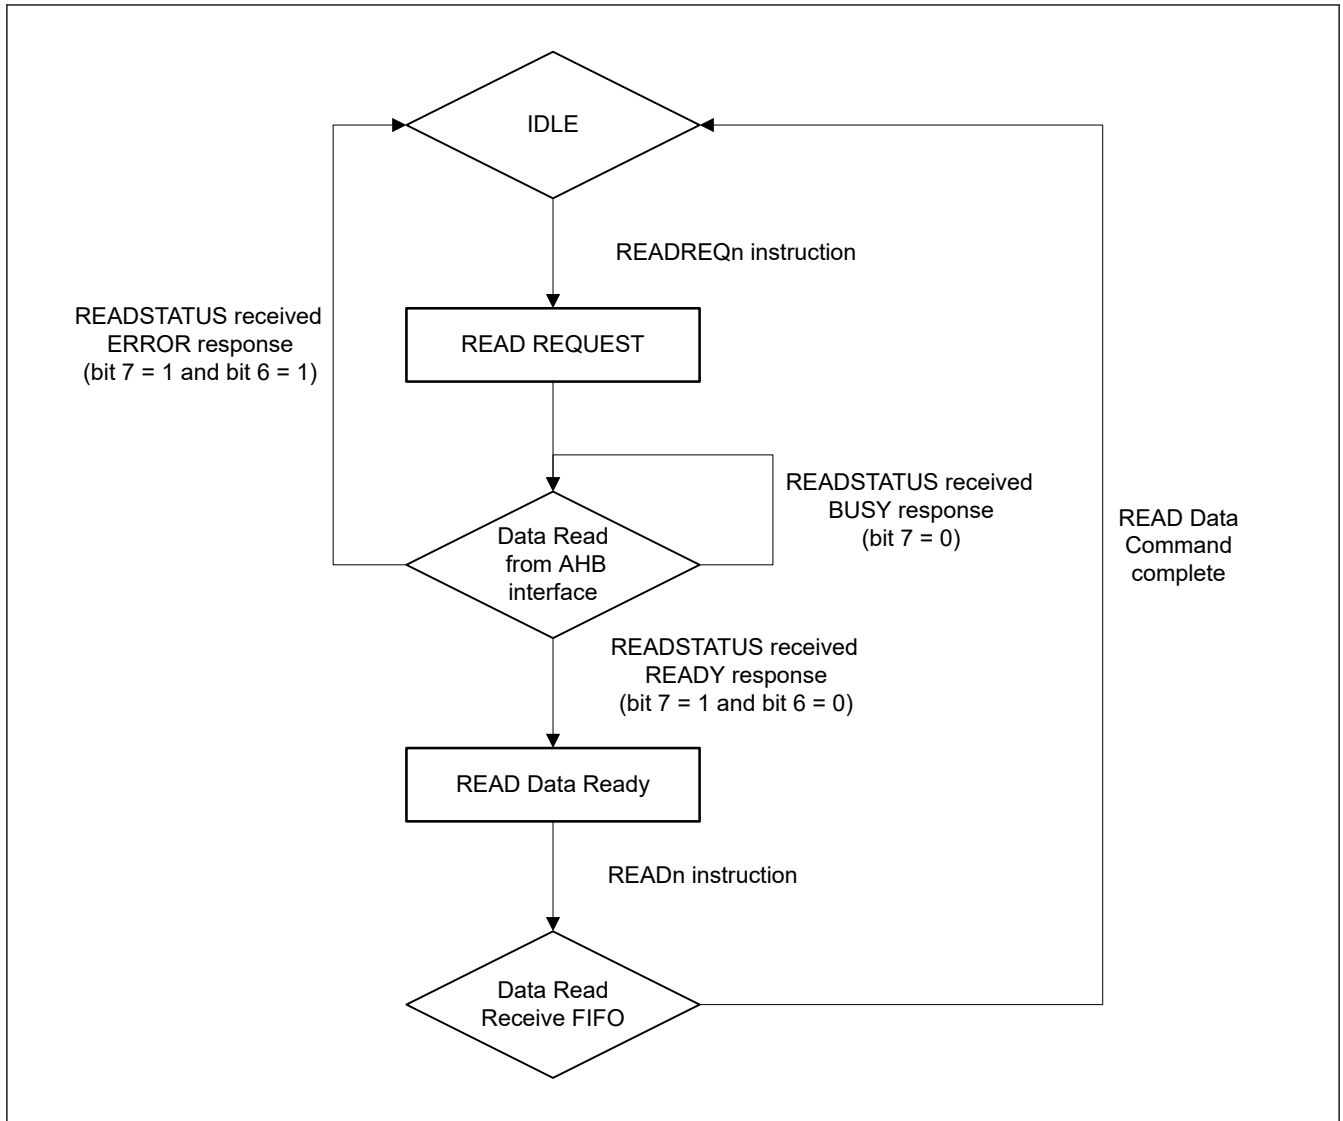 IDLE
READREQn instruction
READSTATUS received
ERROR response
(bit 7 = 1 and bit 6 = 1)
READ REQUEST
READSTATUS received
BUSY response
(bit 7 = 0)
READ Data
Command
complete
Data Read
from AHB
interface
READSTATUS received
READY response
(bit 7 = 1 and bit 6 = 0)
READ Data Ready
READn instruction
Data Read
Receive FIFO